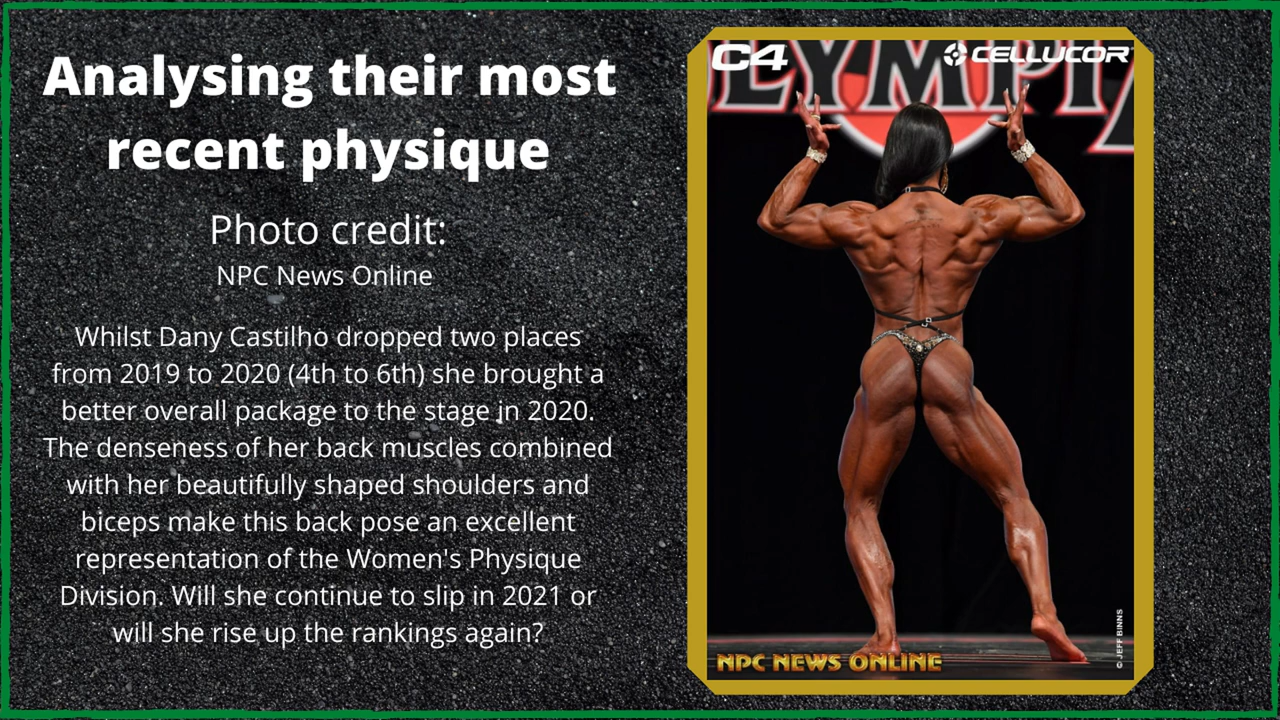 Analysing their most
recent physique
Photo credit:
NPC News Online
Whilst Dany Castilho dropped two places
from 2019 to 2020 (4th to 6th) she brought a
better overall package to the stage in 2020.
The denseness of her back muscles combined
with her beautifully shaped shoulders and
biceps make this back pose an excellent
representation of the Women's Physique
Division. Will she continue to slip in 2021 or
will she rise up the rankings again?
C4
CELLUCOR
LYMPI
NPC NEWS ONLINE
© JEFF BINNS